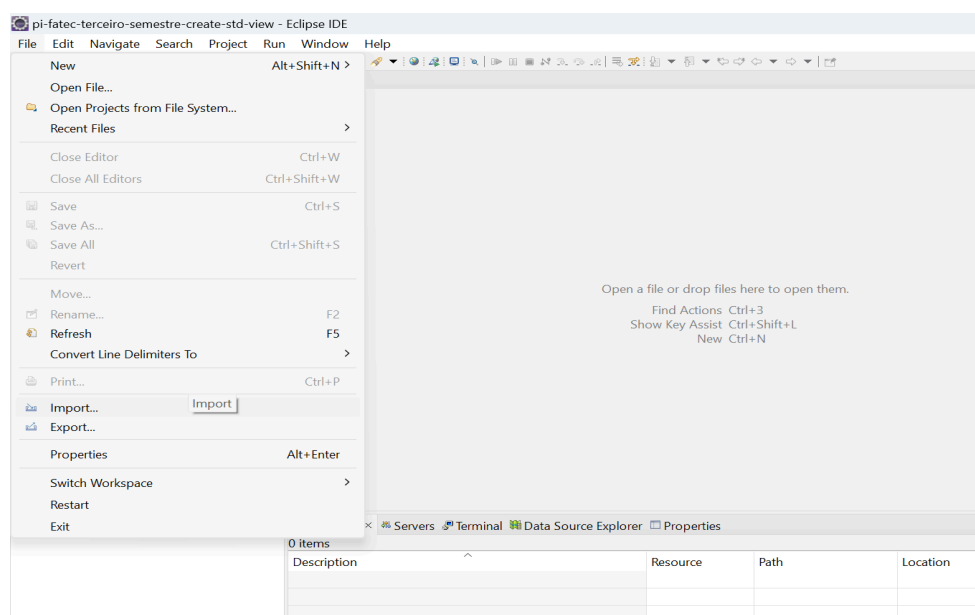 pi-fatec-terceiro-semestre-create-std-view - Eclipse IDE
File Edit Navigate Search Project Run Window Help
New Alt+Shift+N >
Open File...
Open Projects from File System...
Recent Files >
Close Editor Ctrl+W
Close All Editors Ctrl+Shift+W
Save Ctrl+S
Save As...
Save All Ctrl+Shift+S
Revert
Move...
Rename... F2
Refresh F5
Convert Line Delimiters To >
Print... Ctrl+P
Import... Import
Export...
Properties Alt+Enter
Switch Workspace >
Restart
Exit
Open a file or drop files here to open them.
Find Actions Ctrl+3
Show Key Assist Ctrl+Shift+L
New Ctrl+N
Servers Terminal Data Source Explorer Properties
0 items
Description Resource Path Location